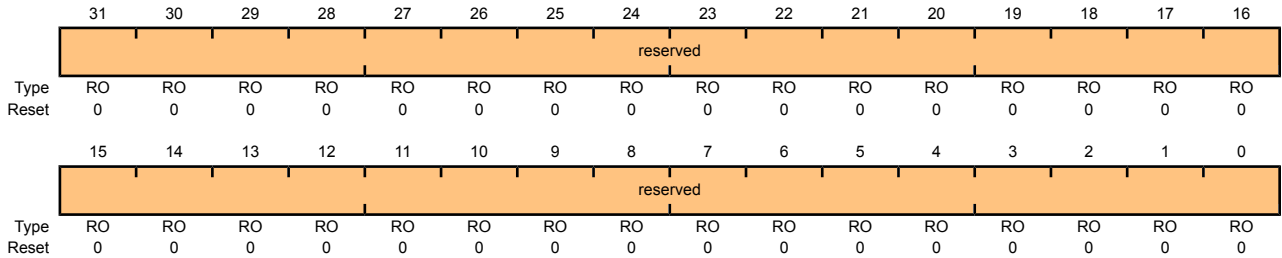 31 30 29 28 27 26 25 24 23 22 21 20 19 18 17 16
reserved
Type RO RO RO RO RO RO RO RO RO RO RO RO RO RO RO RO
Reset 0 0 0 0 0 0 0 0 0 0 0 0 0 0 0 0
15 14 13 12 11 10 9 8 7 6 5 4 3 2 1 0
reserved
Type RO RO RO RO RO RO RO RO RO RO RO RO RO RO RO RO
Reset 0 0 0 0 0 0 0 0 0 0 0 0 0 0 0 0